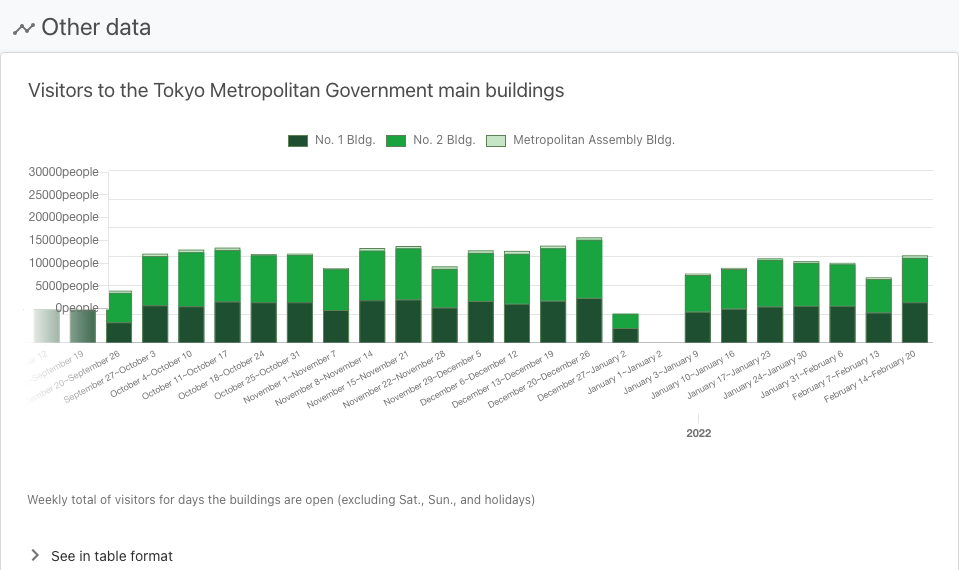 Other data
Visitors to the Tokyo Metropolitan Government main buildings
No. 1 Bldg. No. 2 Bldg. Metropolitan Assembly Bldg.
30000people
25000people
20000people
15000people
10000people
5000people
0people
12
September 19
20~September 26
September 27~October 3
October 4~October 10
October 11~October 17
October 18~October 24
October 25~October 31
November 1~November 7
November 8~November 14
November 15~November 21
November 22~November 28
November 29~December 5
December 6~December 12
December 13~December 19
December 20~December 26
December 27~January 2
January 1~January 2
January 3~January 9
January 10~January 16
January 17~January 23
January 24~January 30
January 31~February 6
February 7~February 13
February 14~February 20
2022
Weekly total of visitors for days the buildings are open (excluding Sat., Sun., and holidays)
See in table format